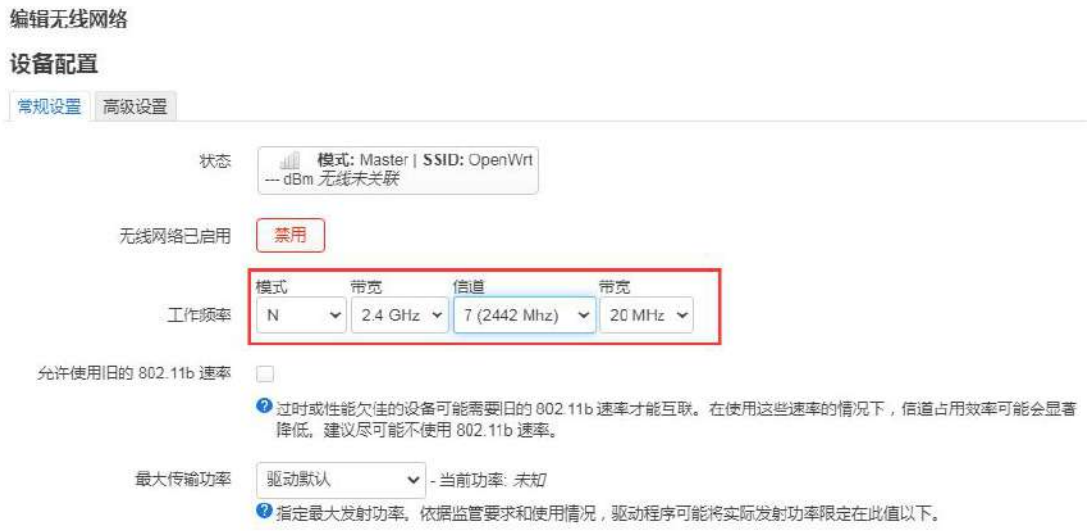 编辑无线网络
设备配置
常规设置 高级设置
状态 模式: Master | SSID: OpenWrt
--- dBm 无线未关联
无线网络已启用 禁用
模式 带宽 信道 带宽
工作频率 N 2.4 GHz 7 (2442 Mhz) 20 MHz
允许使用旧的 802.11b 速率
过时或性能欠佳的设备可能需要旧的 802.11b 速率才能互联。在使用这些速率的情况下，信道占用效率可能会显著
降低。建议尽可能不使用 802.11b 速率。
最大传输功率 驱动默认 - 当前功率: 未知
指定最大发射功率。依据监管要求和使用情况，驱动程序可能将实际发射功率限定在此值以下。